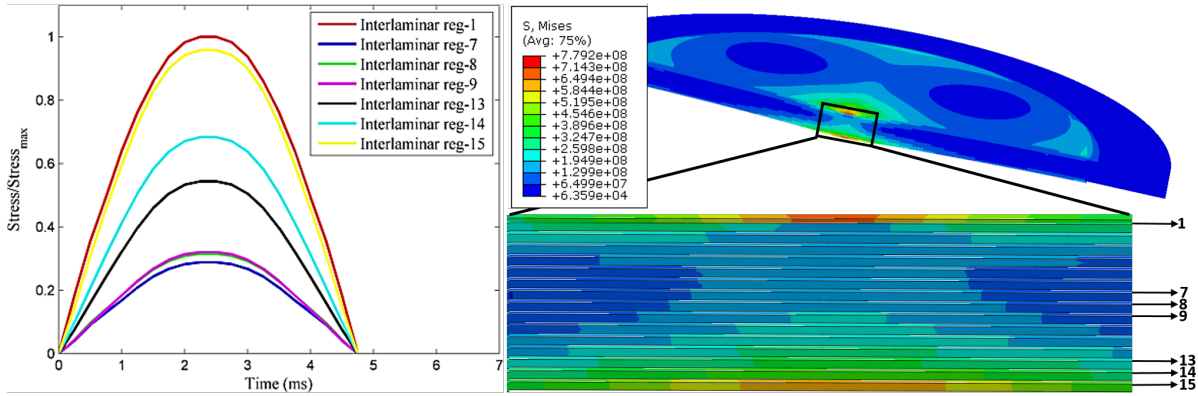 Stress/Stress max
1
0.8
0.6
0.4
0.2
0
0 1 2 3 4 5 6 7
Time (ms)
Interlaminar reg-1
Interlaminar reg-7
Interlaminar reg-8
Interlaminar reg-9
Interlaminar reg-13
Interlaminar reg-14
Interlaminar reg-15
S, Mises
(Avg: 75%)
+7.792e+08
+7.143e+08
+6.494e+08
+5.844e+08
+5.195e+08
+4.546e+08
+3.896e+08
+3.247e+08
+2.598e+08
+1.949e+08
+1.299e+08
+6.499e+07
+6.359e+04
1
7
8
9
13
14
15